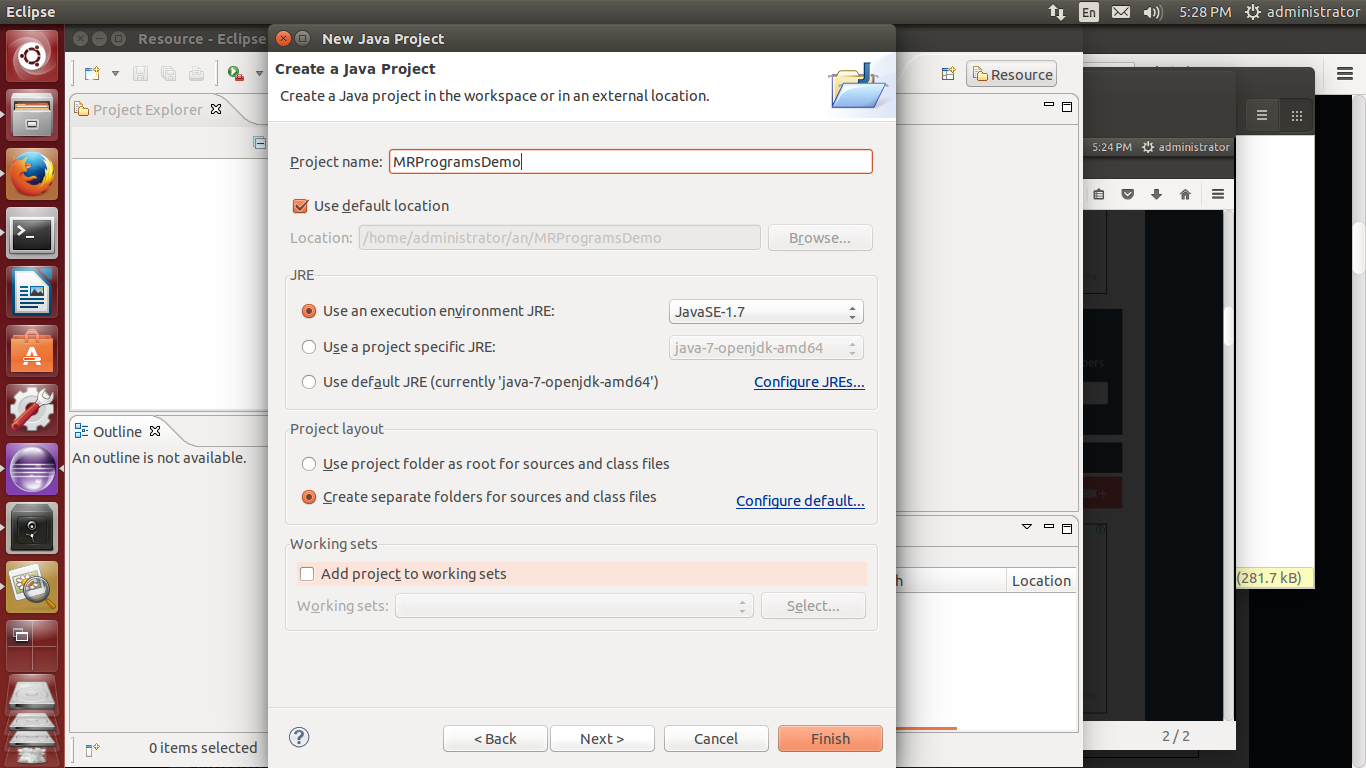 Eclipse
En
5:28 PM
administrator
Resource - Eclipse
New Java Project
Create a Java Project
Create a Java project in the workspace or in an external location.
Resource
Project Explorer
5:24 PM
administrator
Project name:
MRProgramsDemo
Use default location
Location:
/home/administrator/an/MRProgramsDemo
Browse...
JRE
Use an execution environment JRE:
JavaSE-1.7
Use a project specific JRE:
java-7-openjdk-amd64
Use default JRE (currently 'java-7-openjdk-amd64')
Configure JREs...
Outline
An outline is not available.
Project layout
Use project folder as root for sources and class files
Create separate folders for sources and class files
Configure default...
Working sets
Add project to working sets
Working sets:
Select...
h
Location
(281.7 kB)
0 items selected
< Back
Next >
Cancel
Finish
2 / 2